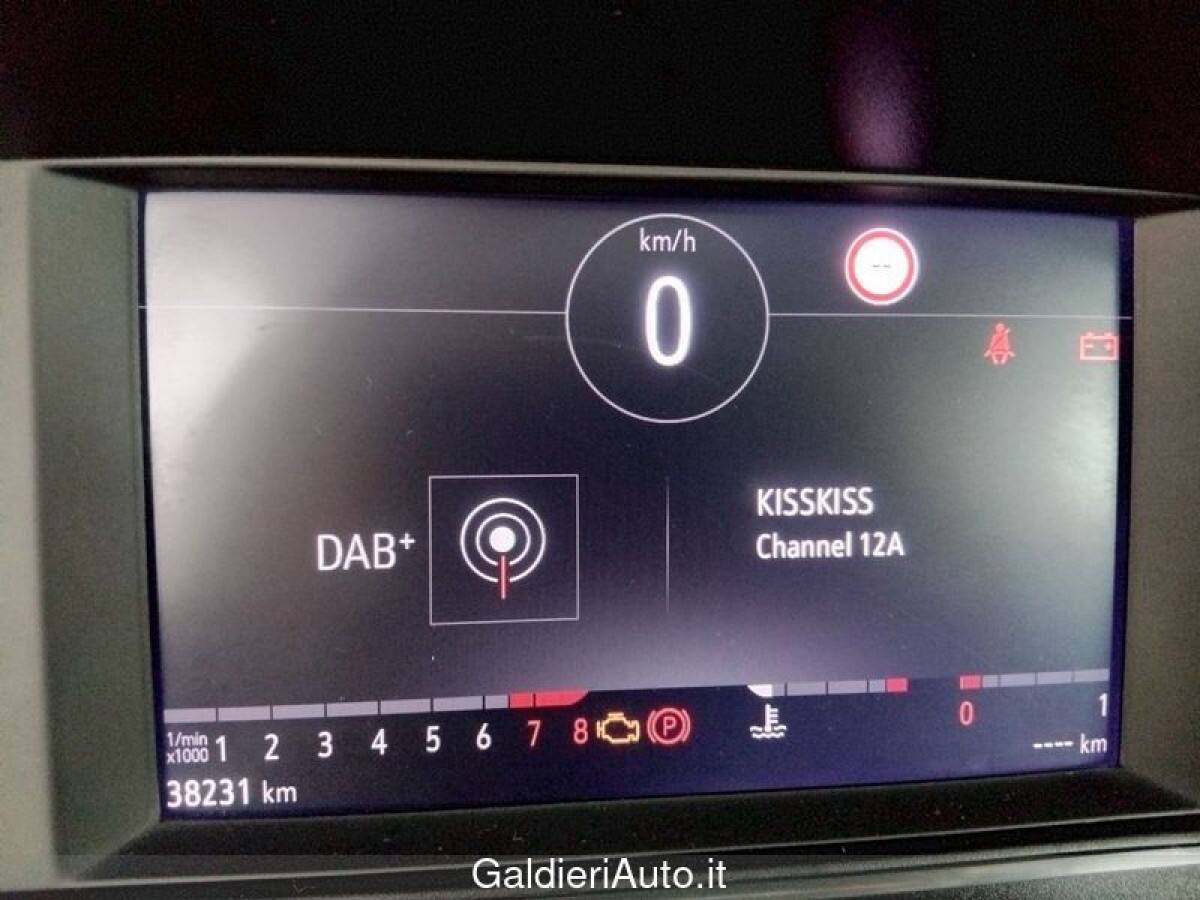 km/h
0
--
DAB+
KISSKISS
Channel 12A
1/min
x1000
1 2 3 4 5 6 7 8
P
0 1
---- km
38231 km
GaldieriAuto.it